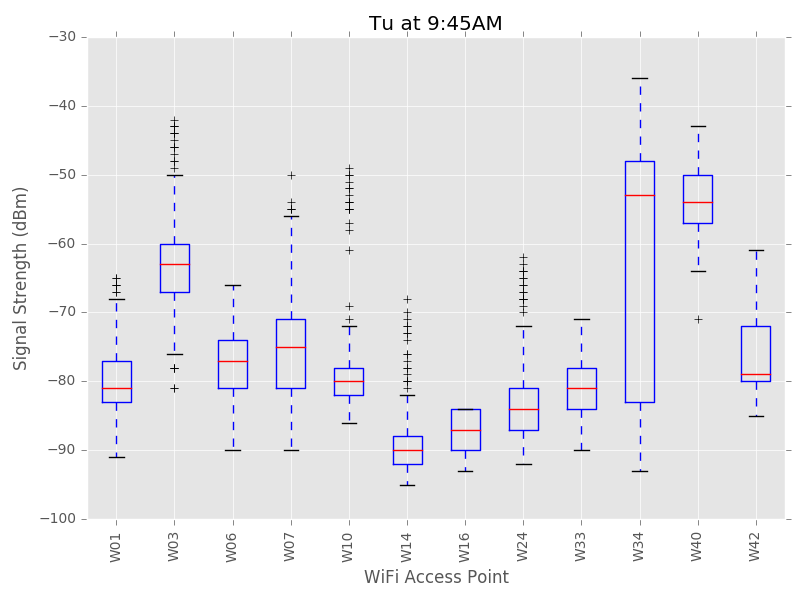 Tu at 9:45AM
Signal Strength (dBm)
−30
−40
−50
−60
−70
−80
−90
−100
W01 W03 W06 W07 W10 W14 W16 W24 W33 W34 W40 W42
WiFi Access Point